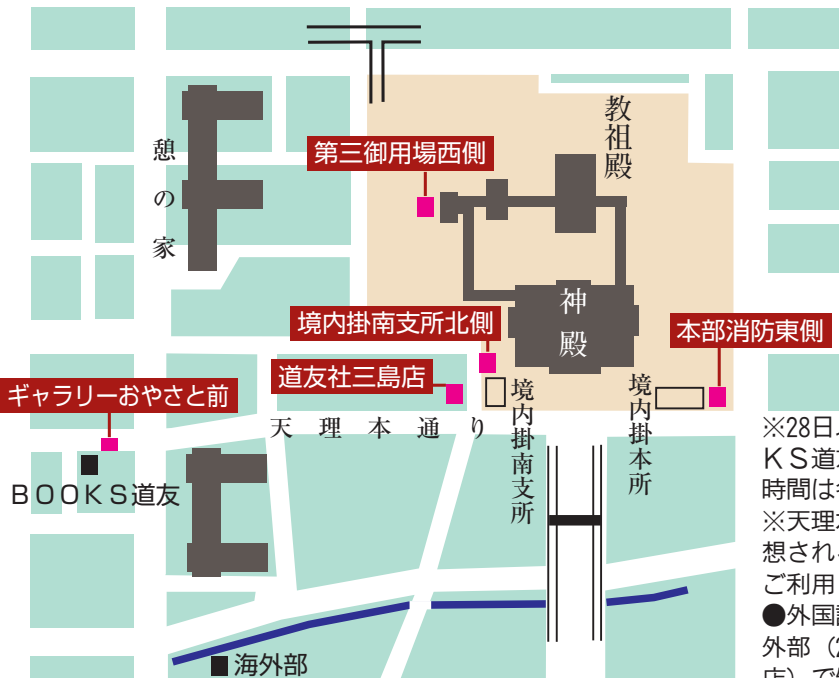 教祖殿
憩の家
第三御用場西側
神殿
境内掛南支所北側
本部消防東側
道友社三島店
ギャラリーおやさと前
天理本通り
境内掛南支所
境内掛本所
BOOKS道友
海外部
※28日
KS道
時間は
※天理
想され
ご利用
●外国
外部（
店）で